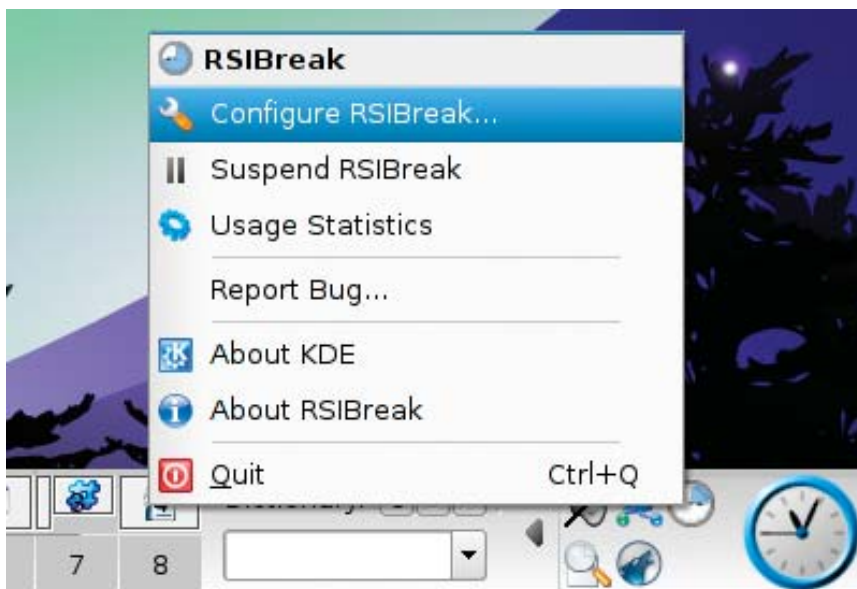 RSIBreak
Configure RSIBreak...
Suspend RSIBreak
Usage Statistics
Report Bug...
About KDE
About RSIBreak
Quit Ctrl+Q
7 8